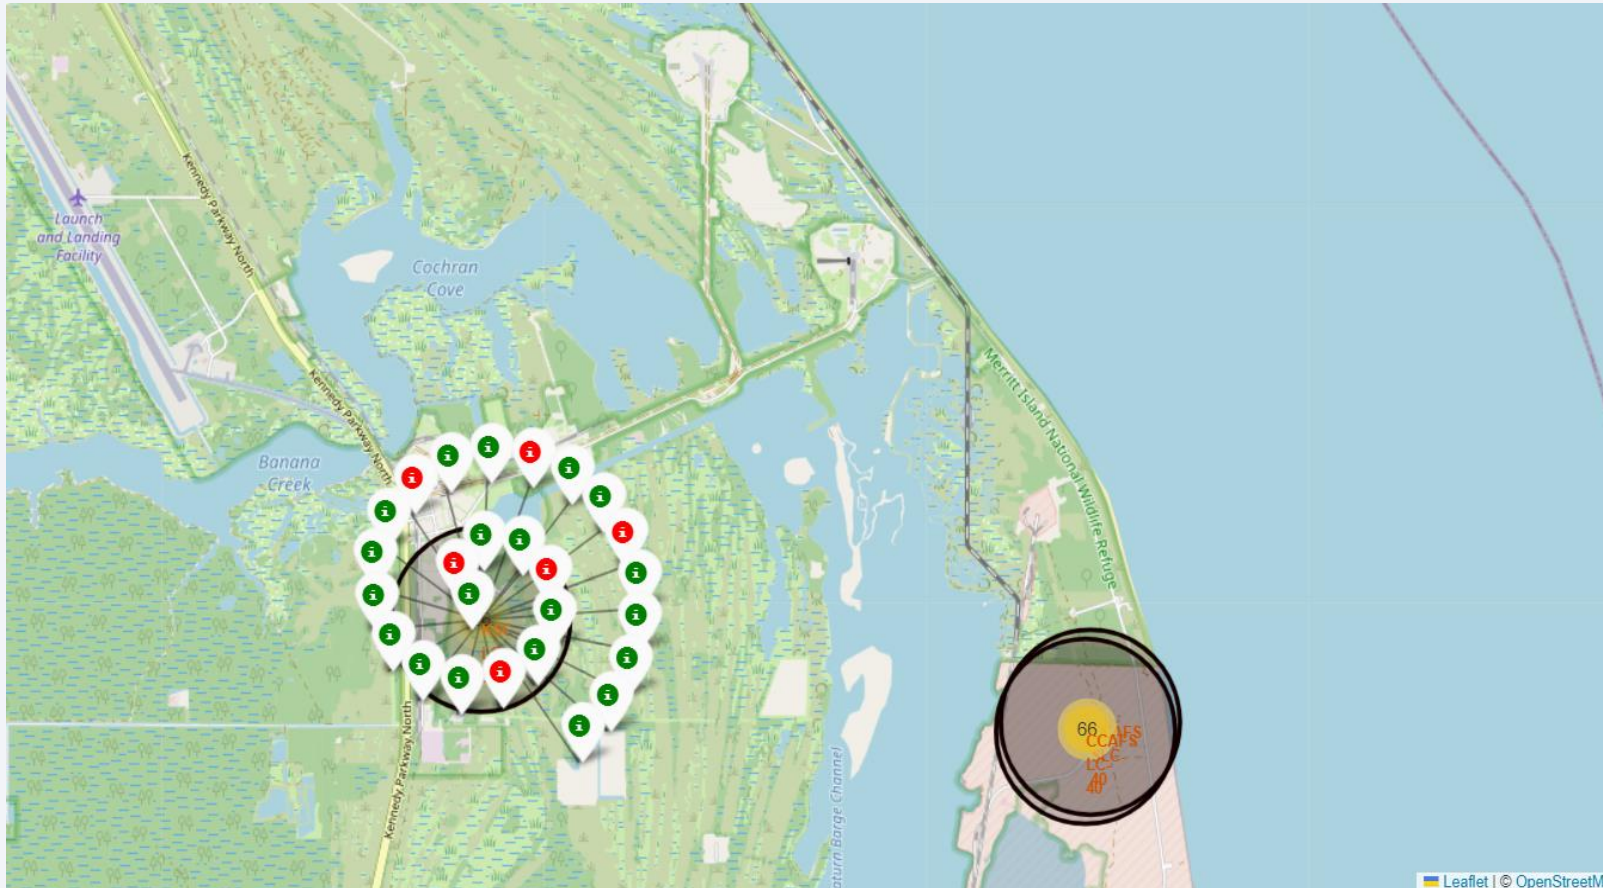 Kennedy Parkway North
Launch
and Landing
Facility
Cochran
Cove
Kennedy Parkway North
Merritt Island National Wildlife Refuge
Banana
Creek
66
CCAFS
LC-
40
40
Kennedy Parkway North
Barge Channel
Leaflet | © OpenStreetM